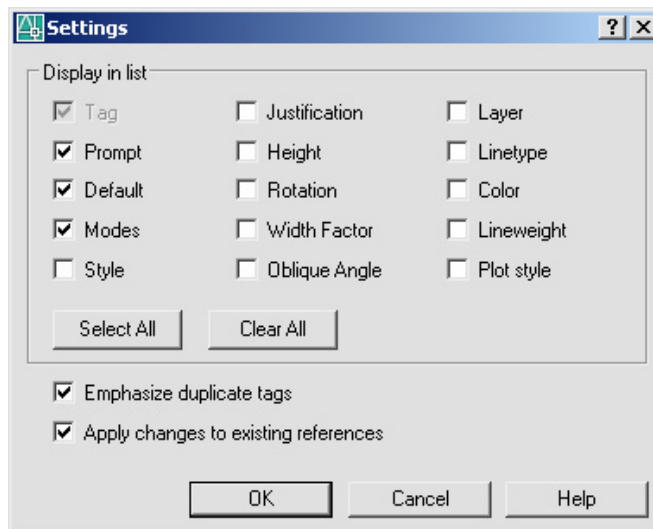 Settings
Display in list
Tag Justification Layer
Prompt Height Linetype
Default Rotation Color
Modes Width Factor Lineweight
Style Oblique Angle Plot style
Select All Clear All
Emphasize duplicate tags
Apply changes to existing references
OK Cancel Help